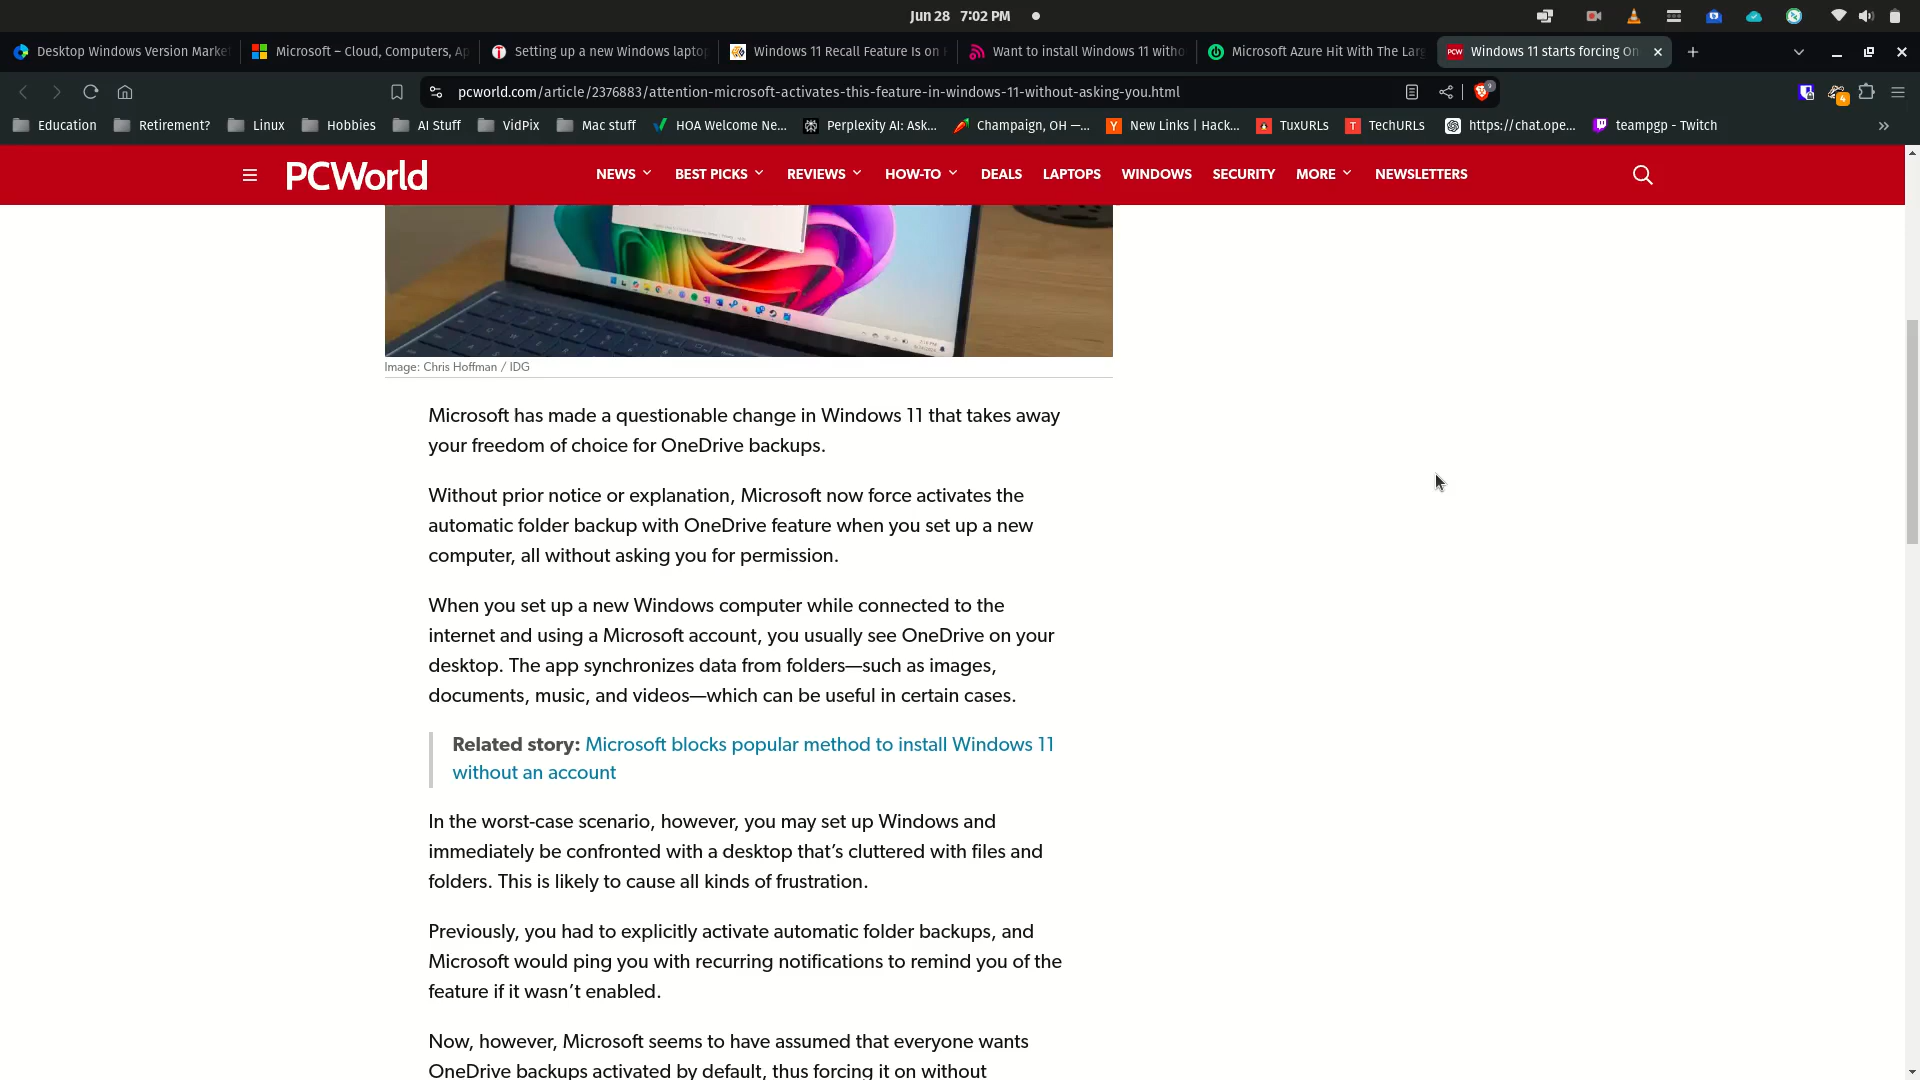 Jun 28 7:02 PM
Desktop Windows Version Marke
Microsoft – Cloud, Computers, Ap
Setting up a new Windows laptop
Windows 11 Recall Feature Is on
Want to install Windows 11 witho
Microsoft Azure Hit With The Larg
PCW
Windows 11 starts forcing On
pcworld.com/article/2376883/attention-microsoft-activates-this-feature-in-windows-11-without-asking-you.html
9
4
Education
Retirement?
Linux
Hobbies
AI Stuff
VidPix
Mac stuff
HOA Welcome Ne...
Perplexity AI: Ask...
Champaign, OH —...
New Links | Hack...
TuxURLs
TechURLs
https://chat.ope...
teampgp - Twitch
PCWorld
NEWS
BEST PICKS
REVIEWS
HOW-TO
DEALS
LAPTOPS
WINDOWS
SECURITY
MORE
NEWSLETTERS
Image: Chris Hoffman / IDG
Microsoft has made a questionable change in Windows 11 that takes away
your freedom of choice for OneDrive backups.
Without prior notice or explanation, Microsoft now force activates the
automatic folder backup with OneDrive feature when you set up a new
computer, all without asking you for permission.
When you set up a new Windows computer while connected to the
internet and using a Microsoft account, you usually see OneDrive on your
desktop. The app synchronizes data from folders—such as images,
documents, music, and videos—which can be useful in certain cases.
Related story: Microsoft blocks popular method to install Windows 11
without an account
In the worst-case scenario, however, you may set up Windows and
immediately be confronted with a desktop that’s cluttered with files and
folders. This is likely to cause all kinds of frustration.
Previously, you had to explicitly activate automatic folder backups, and
Microsoft would ping you with recurring notifications to remind you of the
feature if it wasn’t enabled.
Now, however, Microsoft seems to have assumed that everyone wants
OneDrive backups activated by default, thus forcing it on without